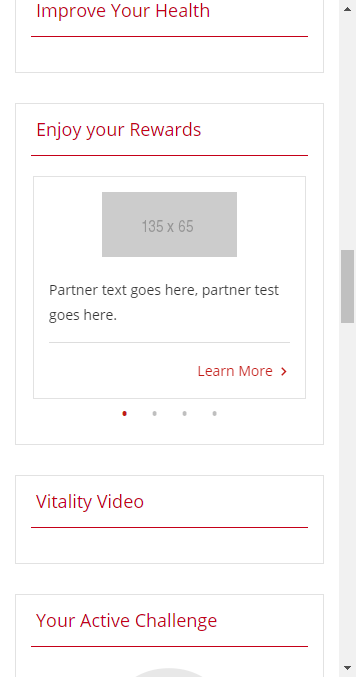 Improve Your Health
Enjoy your Rewards
135 x 65
Partner text goes here, partner test
goes here.
Learn More
Vitality Video
Your Active Challenge